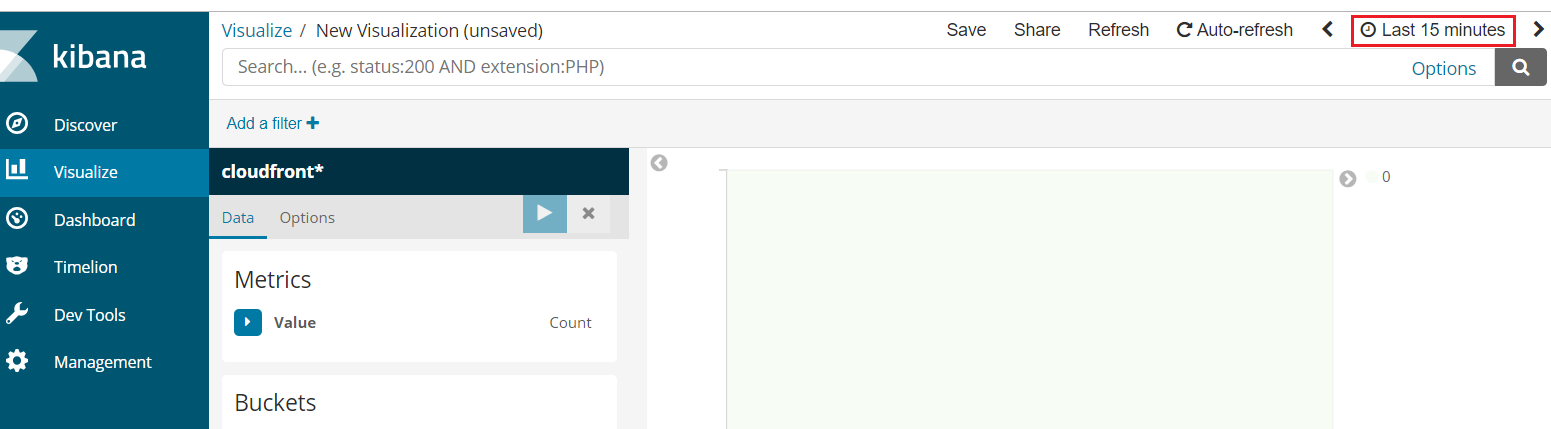 kibana
Discover
Visualize
Dashboard
Timelion
Dev Tools
Management
Visualize / New Visualization (unsaved)
Save Share Refresh Auto-refresh Last 15 minutes
Search... (e.g. status:200 AND extension:PHP)
Options
Add a filter
cloudfront*
Data Options
Metrics
Value Count
Buckets
0